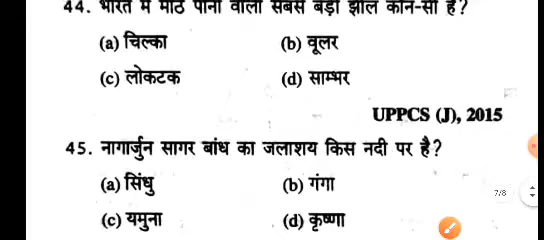 44. भारत में मीठे पानी वाली सबसे बड़ी झील कौन-सी है?
(a) चिल्का (b) वूलर
(c) लोकटक (d) साम्भर
UPPCS (J), 2015
45. नागार्जुन सागर बांध का जलाशय किस नदी पर है?
(a) सिंधु (b) गंगा
7/8
(c) यमुना (d) कृष्णा